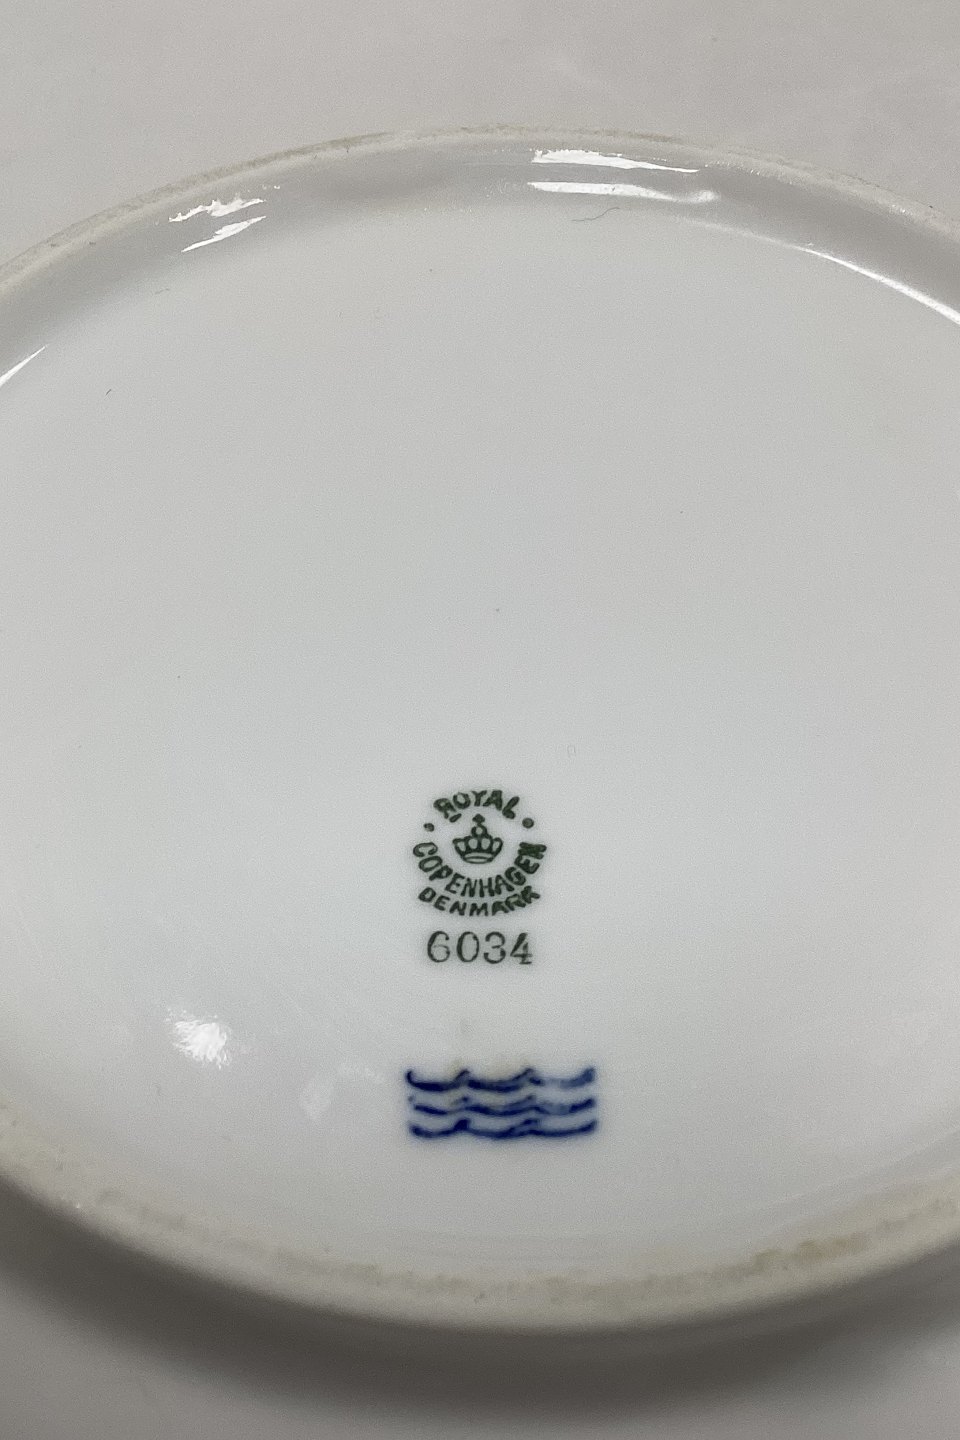 ROYAL
COPENHAGEN
DENMARK
6034